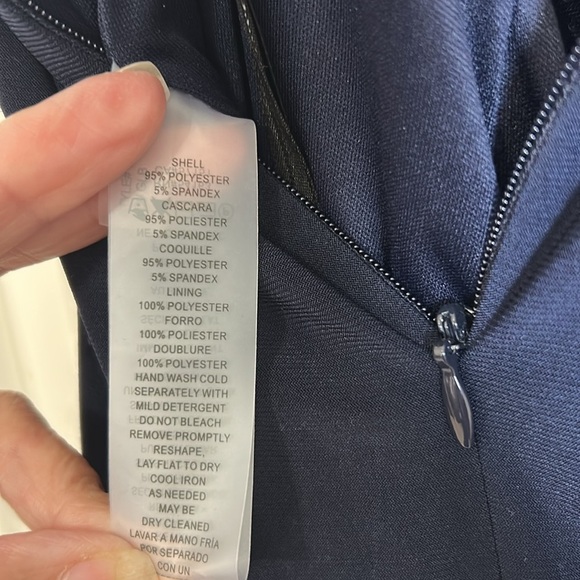 SHELL
95% POLYESTER
5% SPANDEX
CASCARA
95% POLIESTER
5% SPANDEX
COQUILLE
95% POLYESTER
5% SPANDEX
LINING
100% POLYESTER
FORRO
100% POLIESTER
DOUBLURE
100% POLYESTER
HAND WASH COLD
SEPARATELY WITH
MILD DETERGENT
DO NOT BLEACH
REMOVE PROMPTLY
RESHAPE,
LAY FLAT TO DRY
COOL IRON
AS NEEDED
MAY BE
DRY CLEANED
LAVAR A MANO FRÍA
POR SEPARADO
CON UN